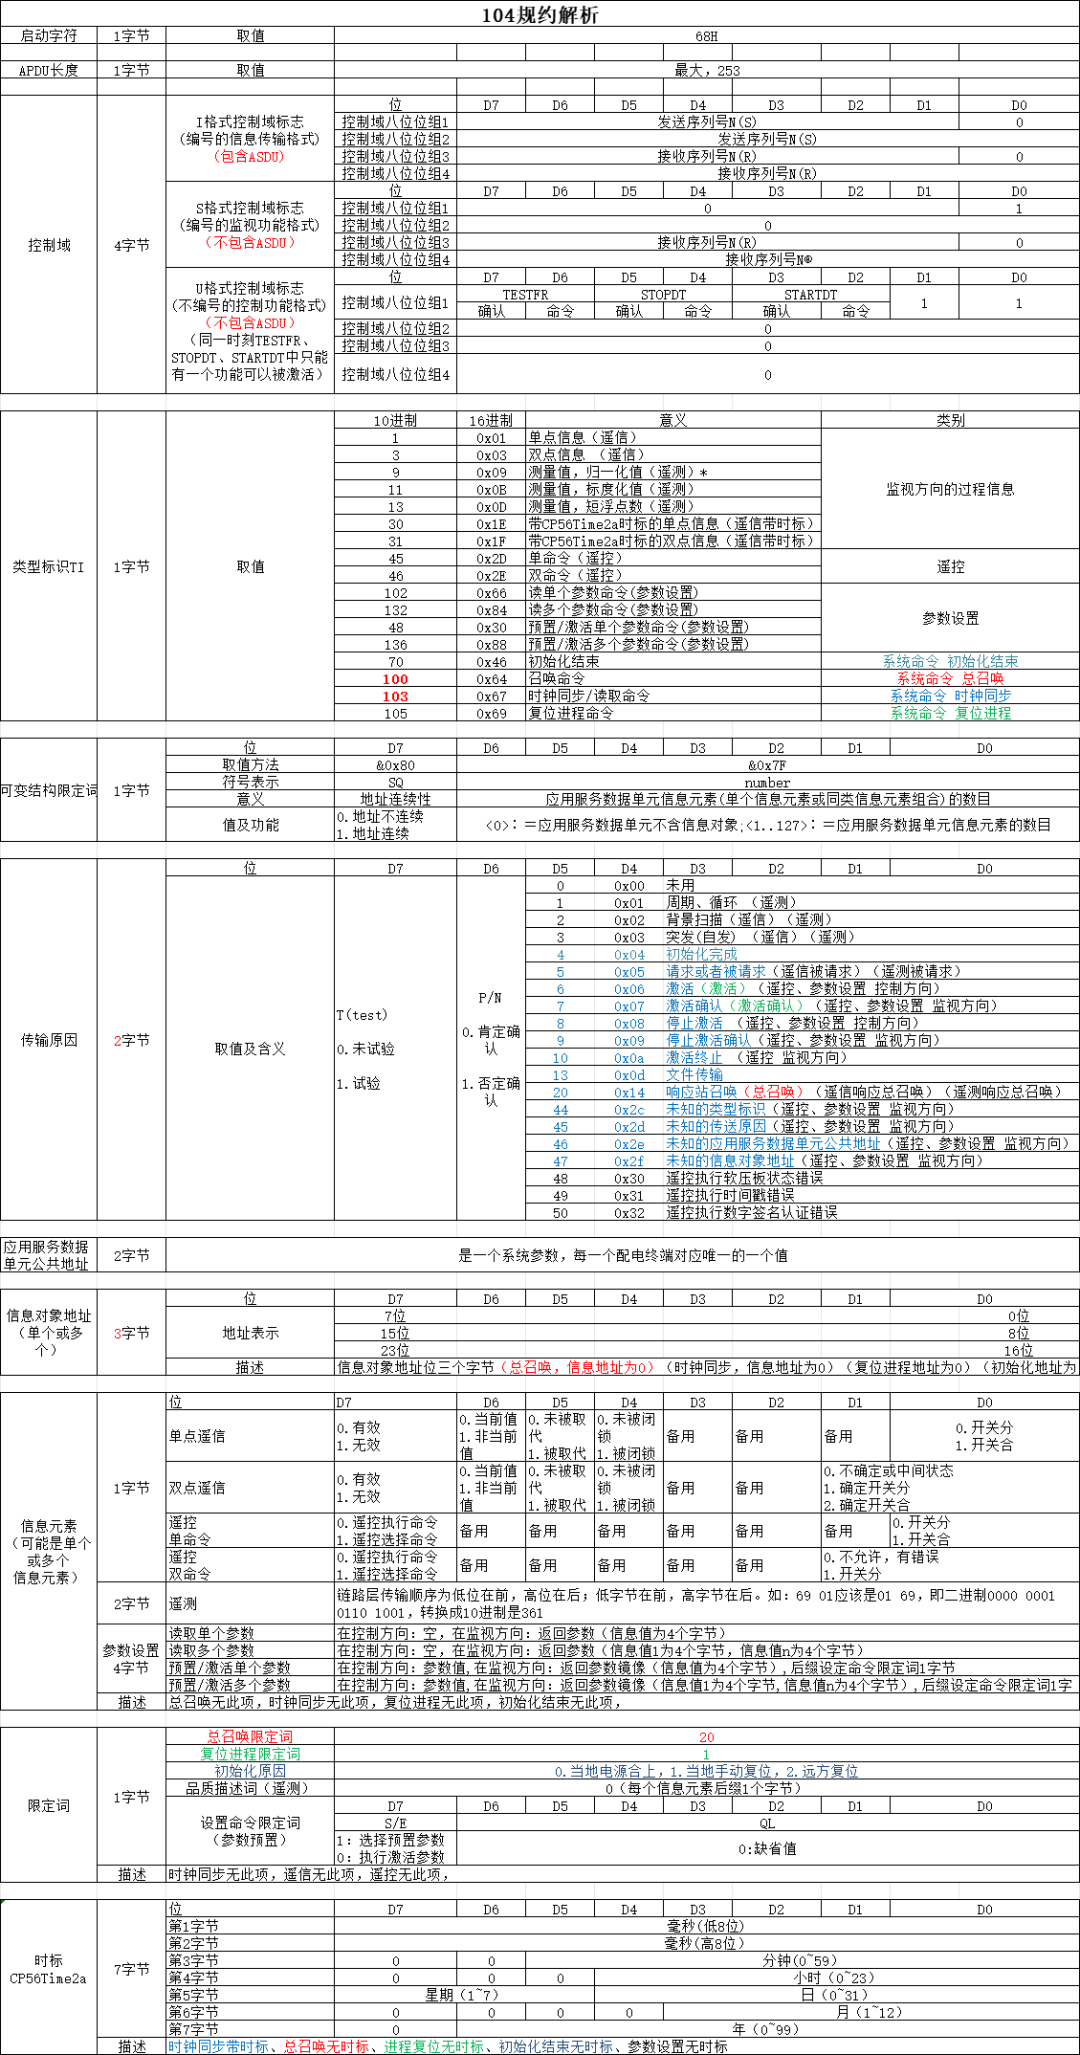 104规约解析
启动字符 1字节 取值 68H
APDU长度 1字节 取值 最大，253
控制域 4字节
I格式控制域标志
(编号的信息传输格式)
(包含ASDU)
位 D7 D6 D5 D4 D3 D2 D1 D0
控制域八位位组1 发送序列号N(S) 0
控制域八位位组2 发送序列号N(S)
控制域八位位组3 接收序列号N(R) 0
控制域八位位组4 接收序列号N(R)
S格式控制域标志
(编号的监视功能格式)
（不包含ASDU）
位 D7 D6 D5 D4 D3 D2 D1 D0
控制域八位位组1 0 1
控制域八位位组2 0
控制域八位位组3 接收序列号N(R) 0
控制域八位位组4 接收序列号N®
U格式控制域标志
(不编号的控制功能格式)
（不包含ASDU）
（同一时刻TESTFR、
STOPDT、STARTDT中只能
有一个功能可以被激活）
位 D7 D6 D5 D4 D3 D2 D1 D0
控制域八位位组1 TESTFR STOPDT STARTDT 1 1
确认 命令 确认 命令 确认 命令
控制域八位位组2 0
控制域八位位组3 0
控制域八位位组4 0
类型标识TI 1字节 取值
10进制 16进制 意义 类别
1 0x01 单点信息（遥信）
3 0x03 双点信息 （遥信）
9 0x09 测量值，归一化值（遥测）*
11 0x0B 测量值，标度化值（遥测）
13 0x0D 测量值，短浮点数（遥测）
30 0x1E 带CP56Time2a时标的单点信息（遥信带时标）
31 0x1F 带CP56Time2a时标的双点信息（遥信带时标）
监视方向的过程信息
45 0x2D 单命令（遥控）
46 0x2E 双命令（遥控）
遥控
102 0x66 读单个参数命令(参数设置)
132 0x84 读多个参数命令(参数设置)
48 0x30 预置/激活单个参数命令(参数设置)
136 0x88 预置/激活多个参数命令(参数设置)
参数设置
70 0x46 初始化结束 系统命令 初始化结束
100 0x64 召唤命令 系统命令 总召唤
103 0x67 时钟同步/读取命令 系统命令 时钟同步
105 0x69 复位进程命令 系统命令 复位进程
可变结构限定词 1字节
位 D7 D6 D5 D4 D3 D2 D1 D0
取值方法 &0x80 &0x7F
符号表示 SQ number
意义 地址连续性 应用服务数据单元信息元素(单个信息元素或同类信息元素组合)的数目
值及功能
0.地址不连续
1.地址连续
<0>：＝应用服务数据单元不含信息对象;<1..127>：＝应用服务数据单元信息元素的数目
传输原因 2字节
位 D7 D6 D5 D4 D3 D2 D1 D0
取值及含义
T(test)
0.未试验
1.试验
P/N
0.肯定确
认
1.否定确
认
0 0x00 未用
1 0x01 周期、循环 （遥测）
2 0x02 背景扫描（遥信）（遥测）
3 0x03 突发(自发) （遥信）（遥测）
4 0x04 初始化完成
5 0x05 请求或者被请求（遥信被请求）（遥测被请求）
6 0x06 激活（激活）（遥控、参数设置 控制方向）
7 0x07 激活确认（激活确认）（遥控、参数设置 监视方向）
8 0x08 停止激活 （遥控、参数设置 控制方向）
9 0x09 停止激活确认（遥控、参数设置 监视方向）
10 0x0a 激活终止 （遥控 监视方向）
13 0x0d 文件传输
20 0x14 响应站召唤（总召唤）（遥信响应总召唤）（遥测响应总召唤）
44 0x2c 未知的类型标识（遥控、参数设置 监视方向）
45 0x2d 未知的传送原因（遥控、参数设置 监视方向）
46 0x2e 未知的应用服务数据单元公共地址（遥控、参数设置 监视方向）
47 0x2f 未知的信息对象地址（遥控、参数设置 监视方向）
48 0x30 遥控执行软压板状态错误
49 0x31 遥控执行时间戳错误
50 0x32 遥控执行数字签名认证错误
应用服务数据
单元公共地址
2字节 是一个系统参数，每一个配电终端对应唯一的一个值
信息对象地址
（单个或多
个）
3字节
位 D7 D6 D5 D4 D3 D2 D1 D0
地址表示
7位 0位
15位 8位
23位 16位
描述 信息对象地址位三个字节（总召唤，信息地址为0）（时钟同步，信息地址为0）（复位进程地址为0）（初始化地址为
信息元素
（可能是单个
或多个
信息元素）
1字节
位 D7 D6 D5 D4 D3 D2 D1 D0
单点遥信
0.有效
1.无效
0.当前值
1.非当前
值
0.未被取
代
1.被取代
0.未被闭
锁
1.被闭锁
备用 备用 备用
0.开关分
1.开关合
双点遥信
0.有效
1.无效
0.当前值
1.非当前
值
0.未被取
代
1.被取代
0.未被闭
锁
1.被闭锁
备用 备用
0.不确定或中间状态
1.确定开关分
2.确定开关合
遥控
单命令
0.遥控执行命令
1.遥控选择命令
备用 备用 备用 备用 备用 备用
0.开关分
1.开关合
遥控
双命令
0.遥控执行命令
1.遥控选择命令
备用 备用 备用 备用 备用
0.不允许，有错误
1.开关分
2字节 遥测
链路层传输顺序为低位在前，高位在后；低字节在前，高字节在后。如：69 01应该是01 69，即二进制0000 0001
0110 1001，转换成10进制是361
参数设置
4字节
读取单个参数 在控制方向：空，在监视方向：返回参数（信息值为4个字节）
读取多个参数 在控制方向：空，在监视方向：返回参数（信息值1为4个字节，信息值n为4个字节）
预置/激活单个参数 在控制方向：参数值,在监视方向：返回参数镜像（信息值为4个字节）,后缀设定命令限定词1字节
预置/激活多个参数 在控制方向：参数值,在监视方向：返回参数镜像（信息值1为4个字节,信息值n为4个字节）,后缀设定命令限定词1字
描述 总召唤无此项，时钟同步无此项，复位进程无此项，初始化结束无此项，
限定词 1字节
总召唤限定词 20
复位进程限定词 1
初始化原因 0.当地电源合上，1.当地手动复位，2.远方复位
品质描述词（遥测） 0（每个信息元素后缀1个字节）
设置命令限定词
（参数预置）
D7 D6 D5 D4 D3 D2 D1 D0
S/E QL
1：选择预置参数
0：执行激活参数
0:缺省值
描述 时钟同步无此项，遥信无此项，遥控无此项，
时标
CP56Time2a
7字节
位 D7 D6 D5 D4 D3 D2 D1 D0
第1字节 毫秒(低8位)
第2字节 毫秒(高8位)
第3字节 0 0 分钟(0~59)
第4字节 0 0 0 小时（0~23）
第5字节 星期（1~7） 日（0~31）
第6字节 0 0 0 0 月（1~12）
第7字节 0 年（0~99）
描述 时钟同步带时标、总召唤无时标、进程复位无时标、初始化结束无时标、参数设置无时标